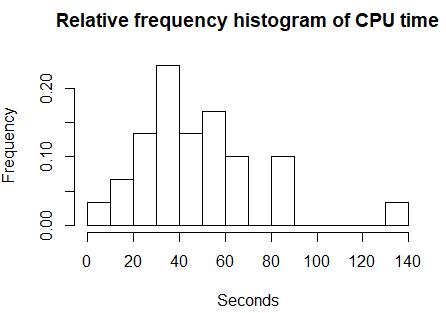 Relative frequency histogram of CPU time
Frequency
0.20
0.10
0.00
0 20 40 60 80 100 120 140
Seconds